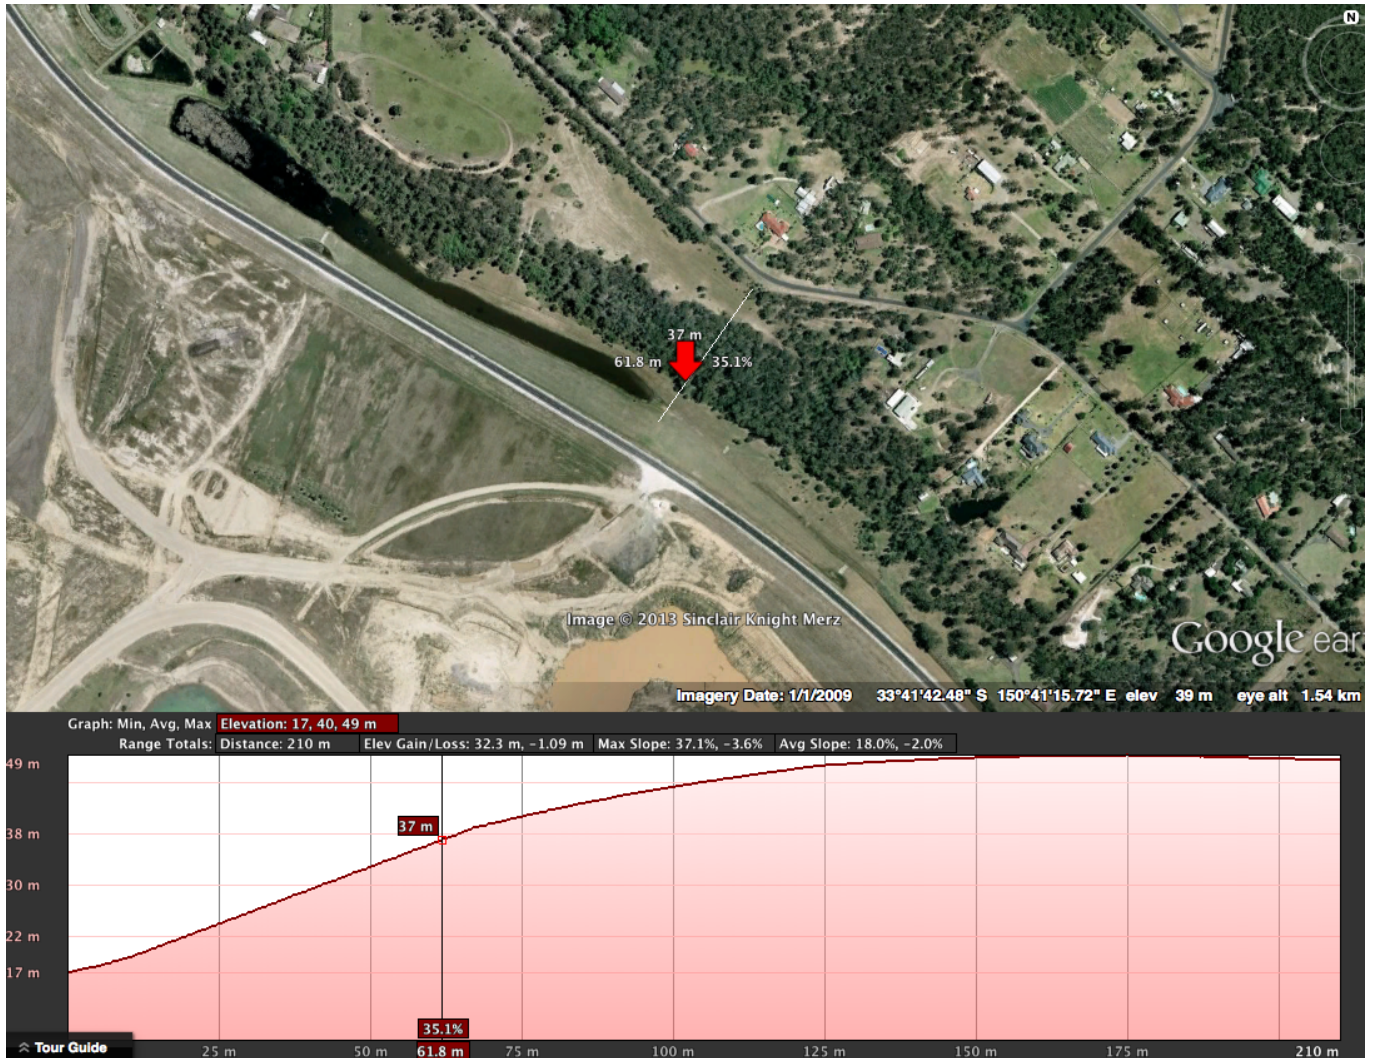 N
37 m
61.8 m 35.1%
Image © 2013 Sinclair Knight Merz
Google ear
Imagery Date: 1/1/2009 33°41'42.48" S 150°41'15.72" E elev 39 m eye alt 1.54 km
Graph: Min, Avg, Max Elevation: 17, 40, 49 m
Range Totals: Distance: 210 m Elev Gain/Loss: 32.3 m, -1.09 m Max Slope: 37.1%, -3.6% Avg Slope: 18.0%, -2.0%
49 m
37 m
38 m
30 m
22 m
17 m
35.1%
Tour Guide 25 m 50 m 61.8 m 75 m 100 m 125 m 150 m 175 m 210 m